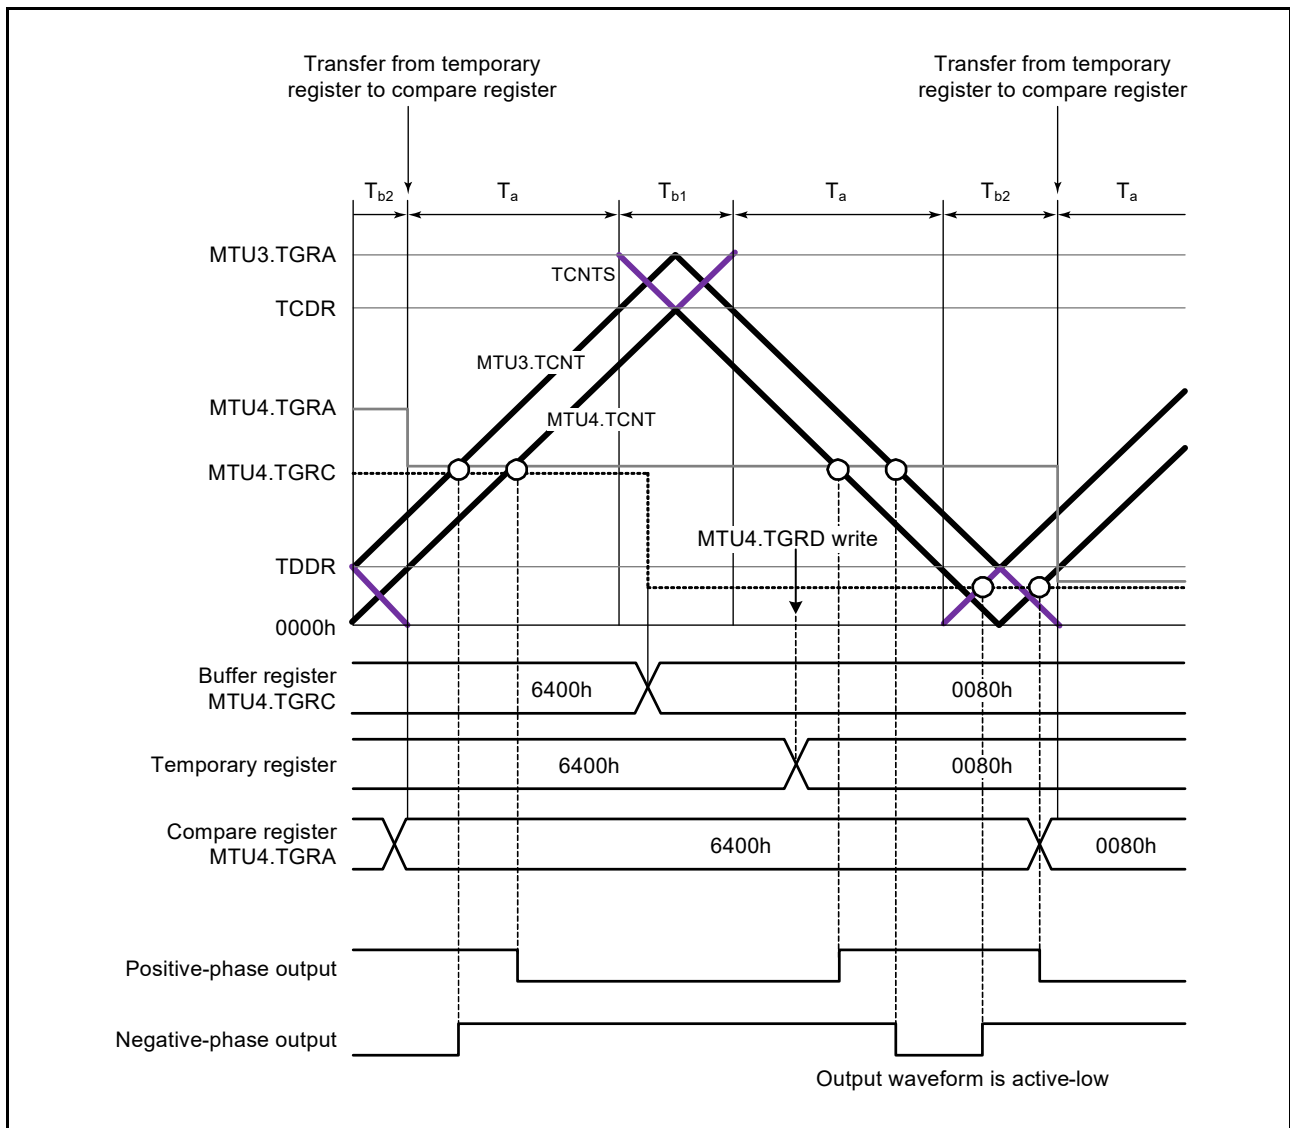 Transfer from temporary
register to compare register
Transfer from temporary
register to compare register
Tb2
Ta
Tb1
Ta
Tb2
Ta
MTU3.TGRA
TCNTS
TCDR
MTU3.TCNT
MTU4.TGRA
MTU4.TCNT
MTU4.TGRC
MTU4.TGRD write
TDDR
0000h
Buffer register
MTU4.TGRC
6400h
0080h
Temporary register
6400h
0080h
Compare register
MTU4.TGRA
6400h
0080h
Positive-phase output
Negative-phase output
Output waveform is active-low